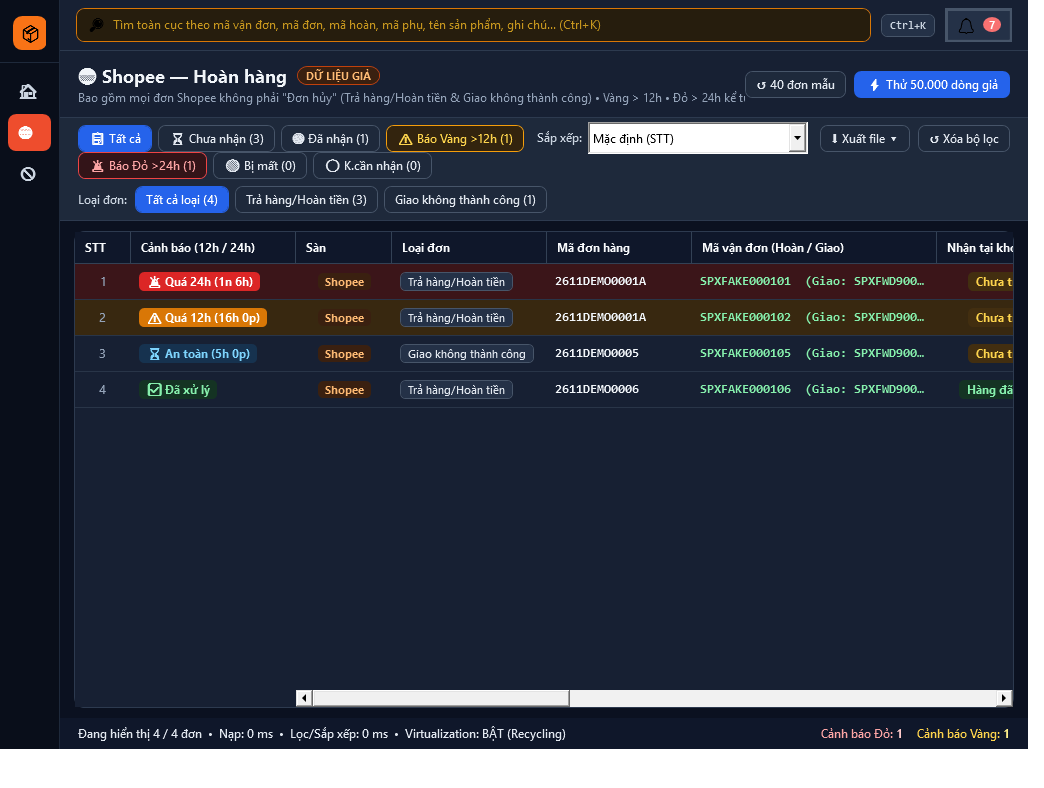 Tìm toàn cục theo mã vận đơn, mã đơn, mã hoàn, mã phụ, tên sản phẩm, ghi chú... (Ctrl+K)
Ctrl+K
7
Shopee — Hoàn hàng
DỮ LIỆU GIẢ
Bao gồm mọi đơn Shopee không phải "Đơn hủy" (Trả hàng/Hoàn tiền & Giao không thành công) • Vàng > 12h • Đỏ > 24h kể từ
↺ 40 đơn mẫu
Thử 50.000 dòng giả
Tất cả
Chưa nhận (3)
Đã nhận (1)
Báo Vàng >12h (1)
Sắp xếp:
Mặc định (STT)
Xuất file
↺ Xóa bộ lọc
Báo Đỏ >24h (1)
Bị mất (0)
K.cần nhận (0)
Loại đơn:
Tất cả loại (4)
Trả hàng/Hoàn tiền (3)
Giao không thành công (1)
STT Cảnh báo (12h / 24h) Sàn Loại đơn Mã đơn hàng Mã vận đơn (Hoàn / Giao) Nhận tại kho
1 Quá 24h (1n 6h) Shopee Trả hàng/Hoàn tiền 2611DEMO0001A SPXFAKE000101 (Giao: SPXFWD900… Chưa t
2 Quá 12h (16h 0p) Shopee Trả hàng/Hoàn tiền 2611DEMO0001A SPXFAKE000102 (Giao: SPXFWD900… Chưa t
3 An toàn (5h 0p) Shopee Giao không thành công 2611DEMO0005 SPXFAKE000105 (Giao: SPXFWD900… Chưa t
4 Đã xử lý Shopee Trả hàng/Hoàn tiền 2611DEMO0006 SPXFAKE000106 (Giao: SPXFWD900… Hàng đã
Đang hiển thị 4 / 4 đơn • Nạp: 0 ms • Lọc/Sắp xếp: 0 ms • Virtualization: BẬT (Recycling)
Cảnh báo Đỏ: 1
Cảnh báo Vàng: 1